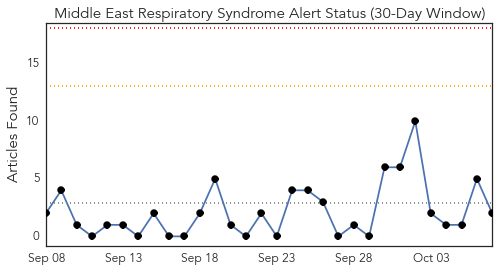 Middle East Respiratory Syndrome Alert Status (30-Day Window)
Articles Found
15
10
5
0
Sep 08 Sep 13 Sep 18 Sep 23 Sep 28 Oct 03